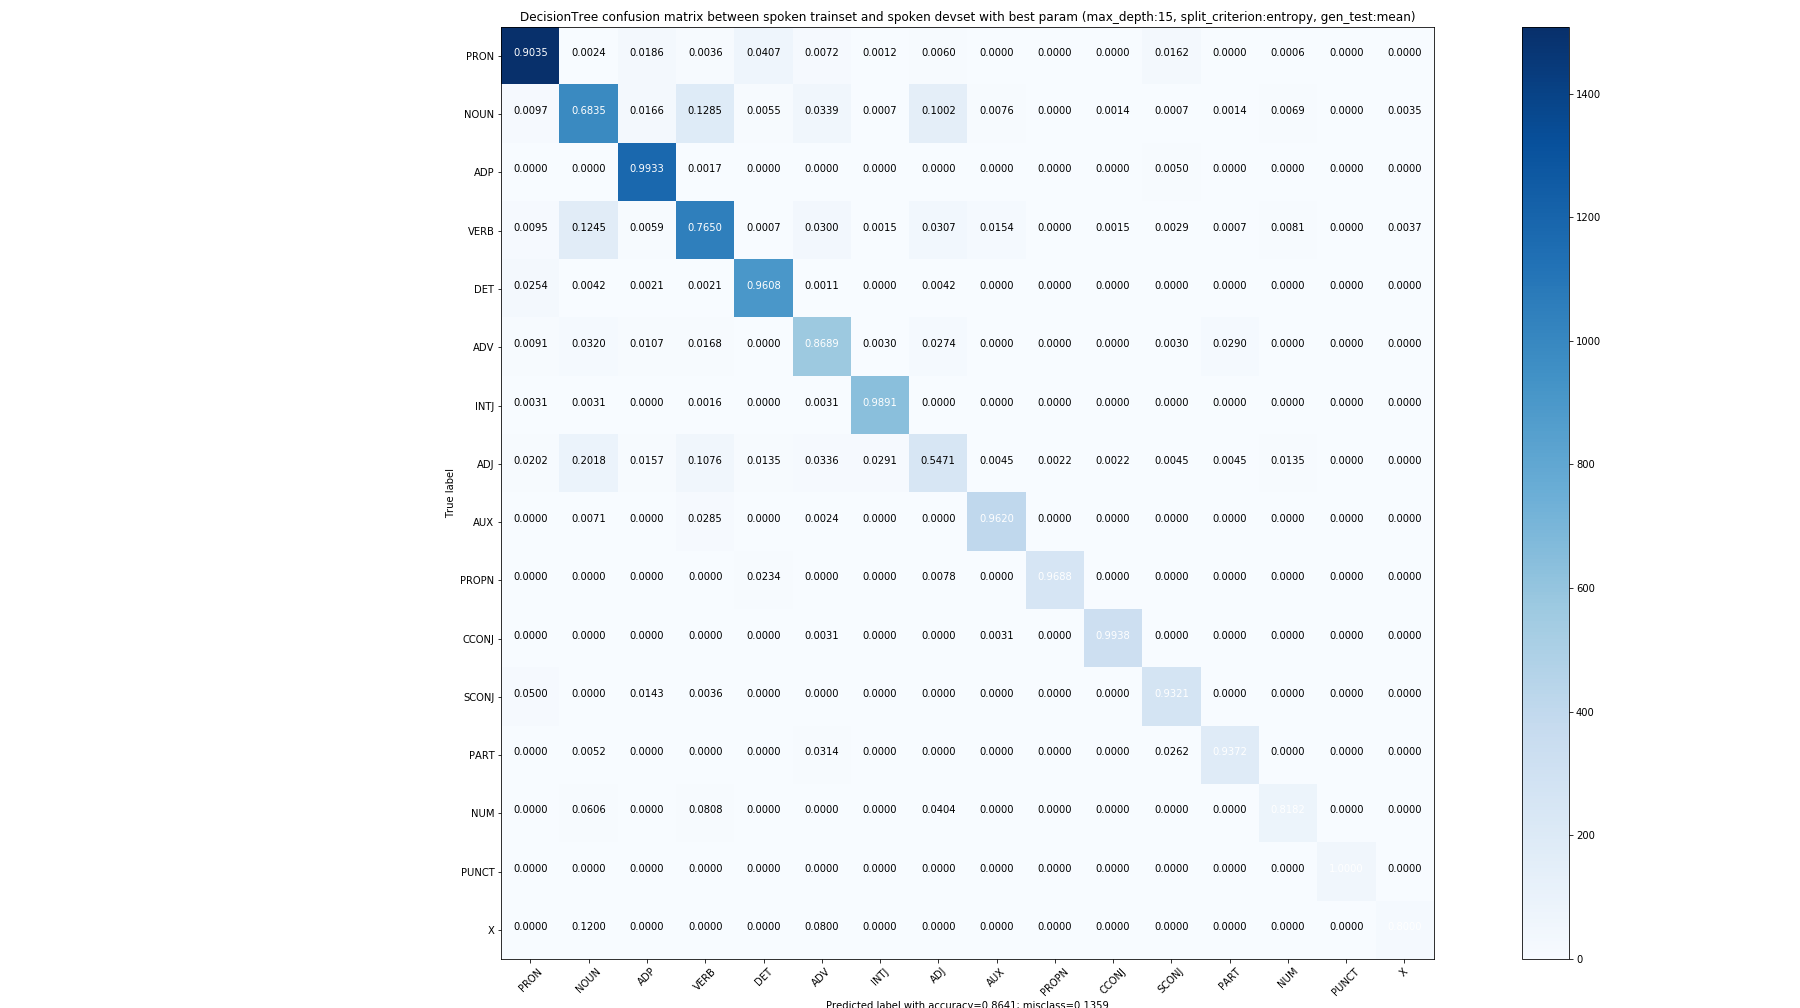 DecisionTree confusion matrix between spoken trainset and spoken devset with best param (max_depth:15, split_criterion:entropy, gen_test:mean)
PRON 0.9035 0.0024 0.0186 0.0036 0.0407 0.0072 0.0012 0.0060 0.0000 0.0000 0.0000 0.0162 0.0000 0.0006 0.0000 0.0000
1400
NOUN 0.0097 0.6835 0.0166 0.1285 0.0055 0.0339 0.0007 0.1002 0.0076 0.0000 0.0014 0.0007 0.0014 0.0069 0.0000 0.0035
ADP 0.0000 0.0000 0.9933 0.0017 0.0000 0.0000 0.0000 0.0000 0.0000 0.0000 0.0000 0.0050 0.0000 0.0000 0.0000 0.0000
1200
VERB 0.0095 0.1245 0.0059 0.7650 0.0007 0.0300 0.0015 0.0307 0.0154 0.0000 0.0015 0.0029 0.0007 0.0081 0.0000 0.0037
DET 0.0254 0.0042 0.0021 0.0021 0.9608 0.0011 0.0000 0.0042 0.0000 0.0000 0.0000 0.0000 0.0000 0.0000 0.0000 0.0000
1000
ADV 0.0091 0.0320 0.0107 0.0168 0.0000 0.8689 0.0030 0.0274 0.0000 0.0000 0.0000 0.0030 0.0290 0.0000 0.0000 0.0000
INTJ 0.0031 0.0031 0.0000 0.0016 0.0000 0.0031 0.9891 0.0000 0.0000 0.0000 0.0000 0.0000 0.0000 0.0000 0.0000 0.0000
ADJ 0.0202 0.2018 0.0157 0.1076 0.0135 0.0336 0.0291 0.5471 0.0045 0.0022 0.0022 0.0045 0.0045 0.0135 0.0000 0.0000
800
True label
AUX 0.0000 0.0071 0.0000 0.0285 0.0000 0.0024 0.0000 0.0000 0.9620 0.0000 0.0000 0.0000 0.0000 0.0000 0.0000 0.0000
PROPN 0.0000 0.0000 0.0000 0.0000 0.0234 0.0000 0.0000 0.0078 0.0000 0.9688 0.0000 0.0000 0.0000 0.0000 0.0000 0.0000
600
CCONJ 0.0000 0.0000 0.0000 0.0000 0.0000 0.0031 0.0000 0.0000 0.0031 0.0000 0.9938 0.0000 0.0000 0.0000 0.0000 0.0000
SCONJ 0.0500 0.0000 0.0143 0.0036 0.0000 0.0000 0.0000 0.0000 0.0000 0.0000 0.0000 0.9321 0.0000 0.0000 0.0000 0.0000
400
PART 0.0000 0.0052 0.0000 0.0000 0.0000 0.0314 0.0000 0.0000 0.0000 0.0000 0.0000 0.0262 0.9372 0.0000 0.0000 0.0000
NUM 0.0000 0.0606 0.0000 0.0808 0.0000 0.0000 0.0000 0.0404 0.0000 0.0000 0.0000 0.0000 0.0000 0.8182 0.0000 0.0000
200
PUNCT 0.0000 0.0000 0.0000 0.0000 0.0000 0.0000 0.0000 0.0000 0.0000 0.0000 0.0000 0.0000 0.0000 0.0000 1.0000 0.0000
X 0.0000 0.1200 0.0000 0.0000 0.0000 0.0800 0.0000 0.0000 0.0000 0.0000 0.0000 0.0000 0.0000 0.0000 0.0000
0
PRON NOUN ADP VERB DET ADV INTJ ADJ AUX PROPN CCONJ SCONJ PART NUM PUNCT X
Predicted label with accuracy=0.8641; misclass=0.1359